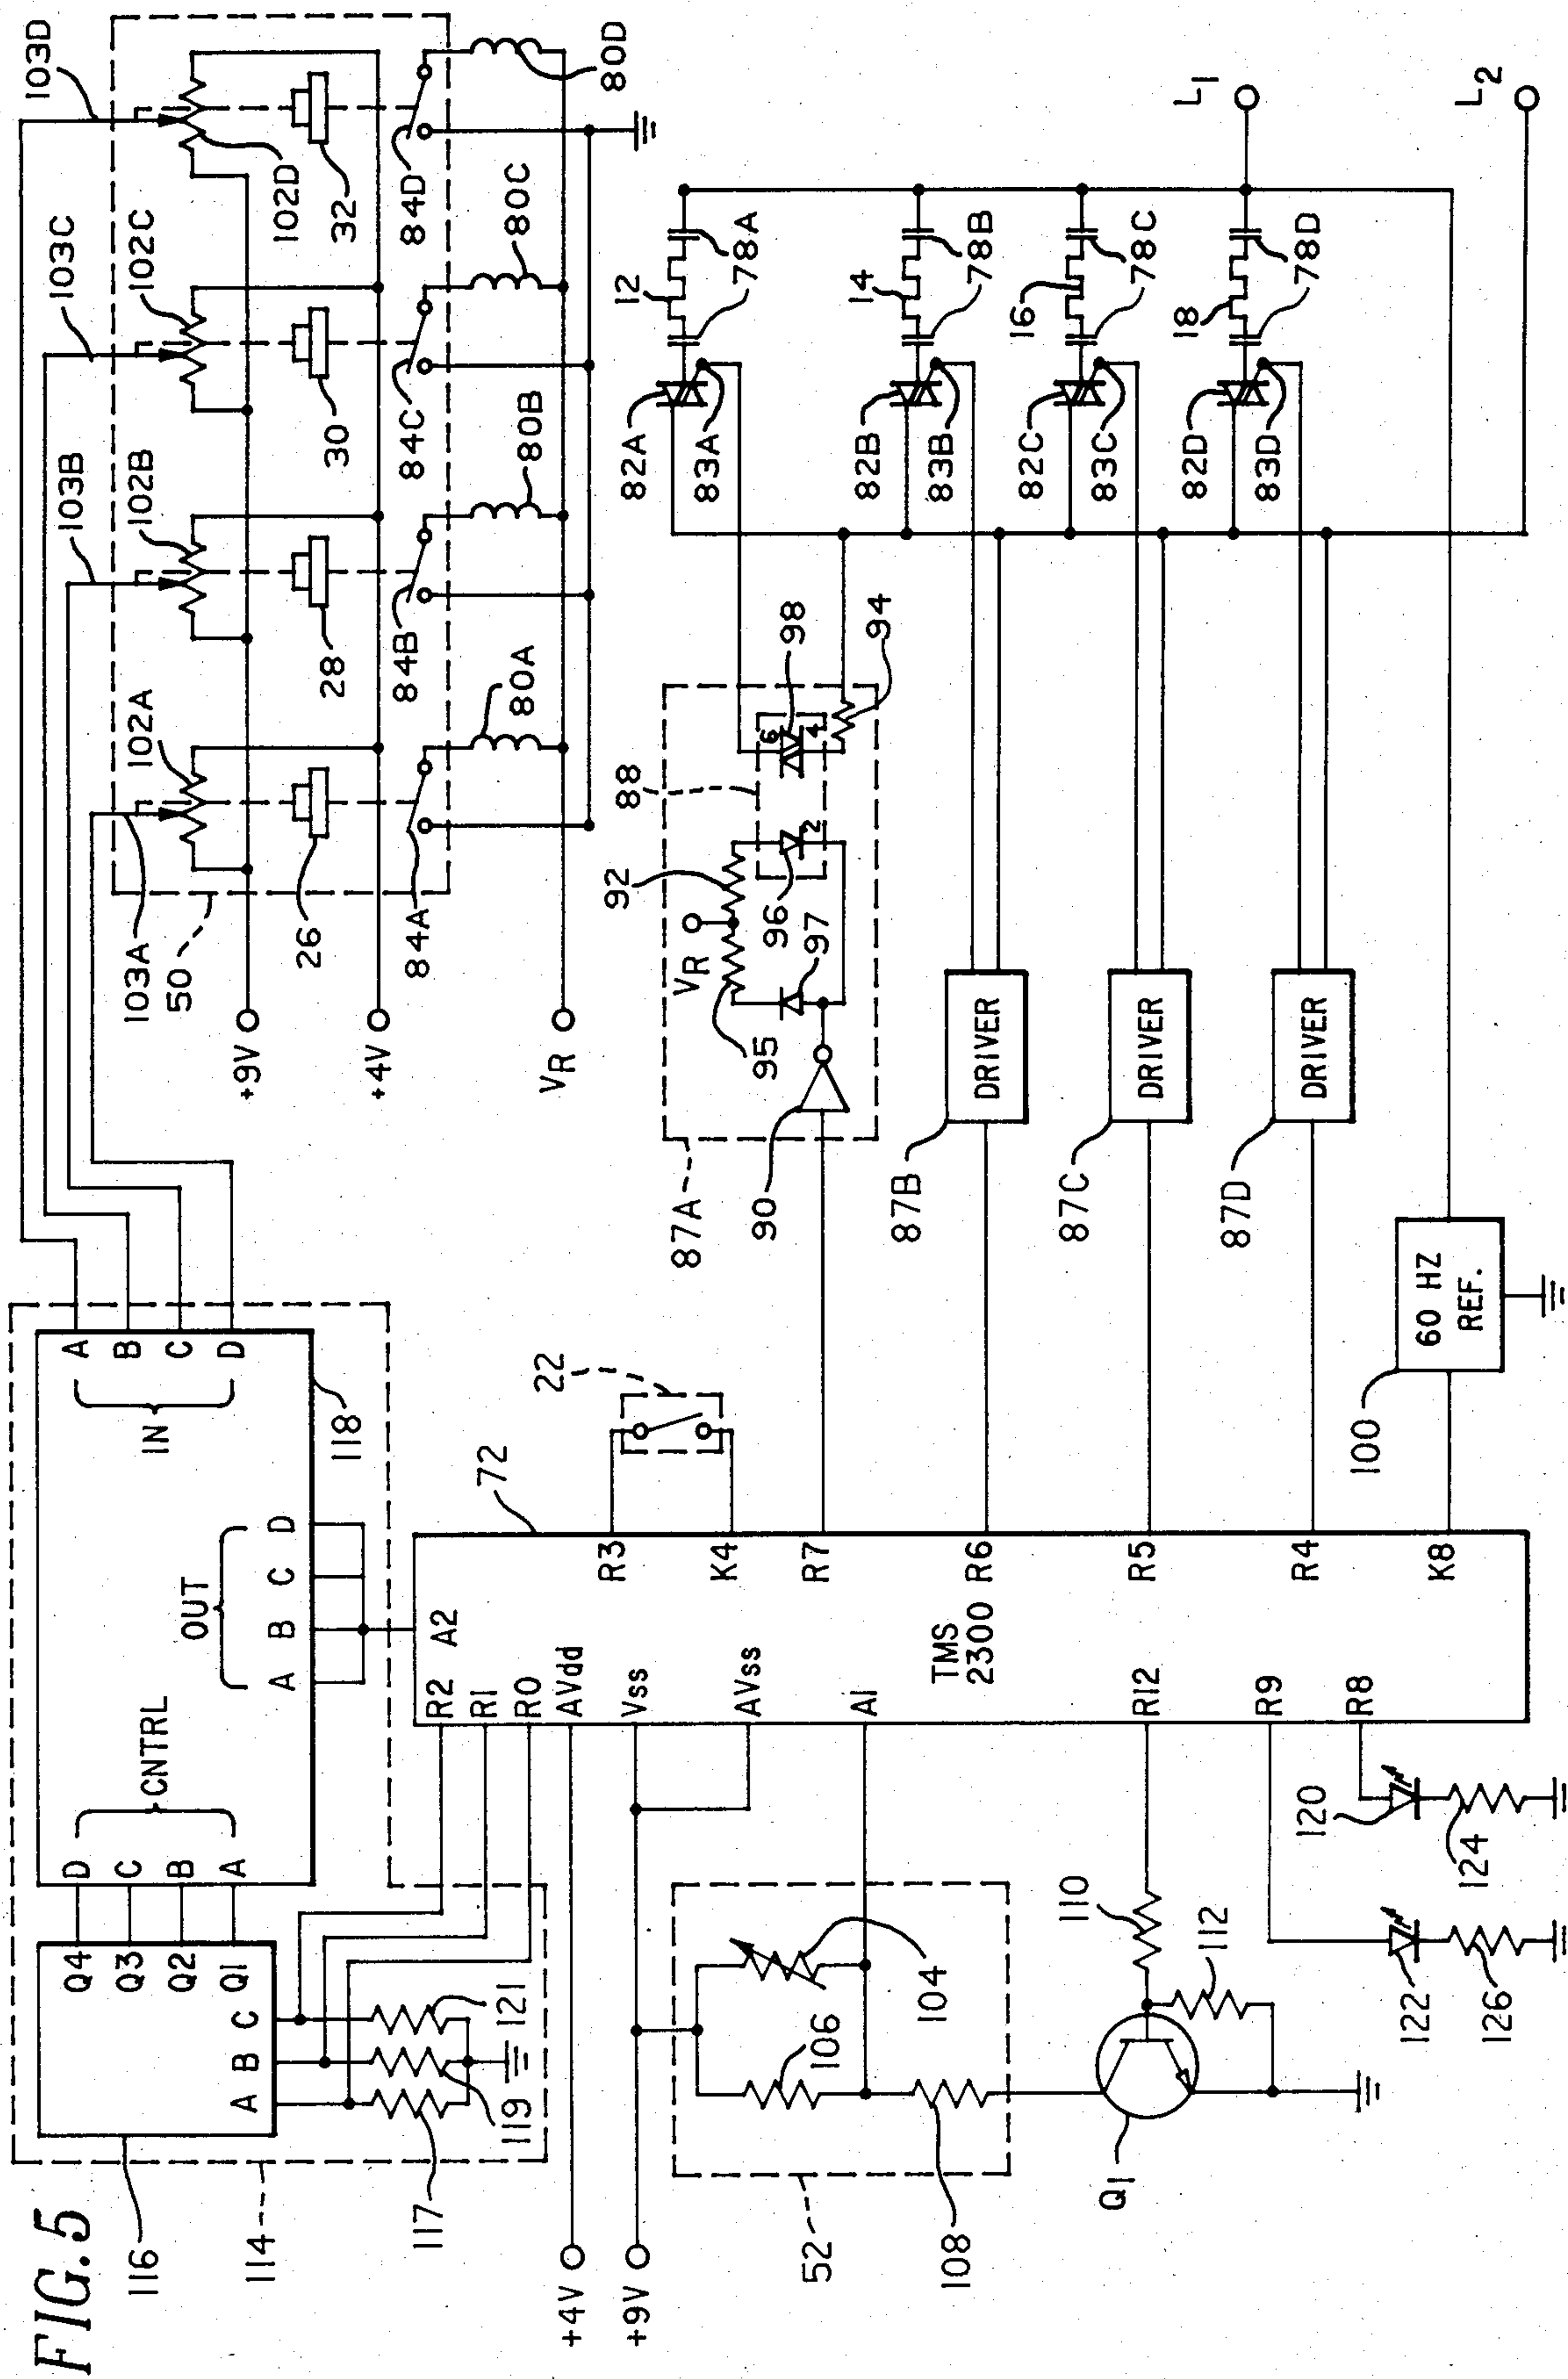 FIG.5
116
114
117
119
121
A
B
C
Q4
Q3
Q2
Q1
D
C
B
A
CNTRL
OUT
A
B
C
D
IN
A
B
C
D
118
103A
103B
103C
103D
102A
102B
102C
102D
50
26
28
30
32
84A
84B
84C
84D
80A
80B
80C
80D
+9V
+4V
VR
+4V
+9V
R2
R1
R0
AVdd
Vss
AVss
A1
A2
R3
K4
R7
R6
R5
R4
K8
R12
R9
R8
TMS
2300
72
22
52
106
104
108
110
112
Q1
120
124
122
126
87A
90
95
VR
92
96
97
2
88
6
4
98
94
87B
DRIVER
87C
DRIVER
87D
DRIVER
100
60 HZ
REF.
82A
83A
12
78A
82B
83B
14
78B
82C
83C
16
78C
82D
83D
18
78D
L1
L2